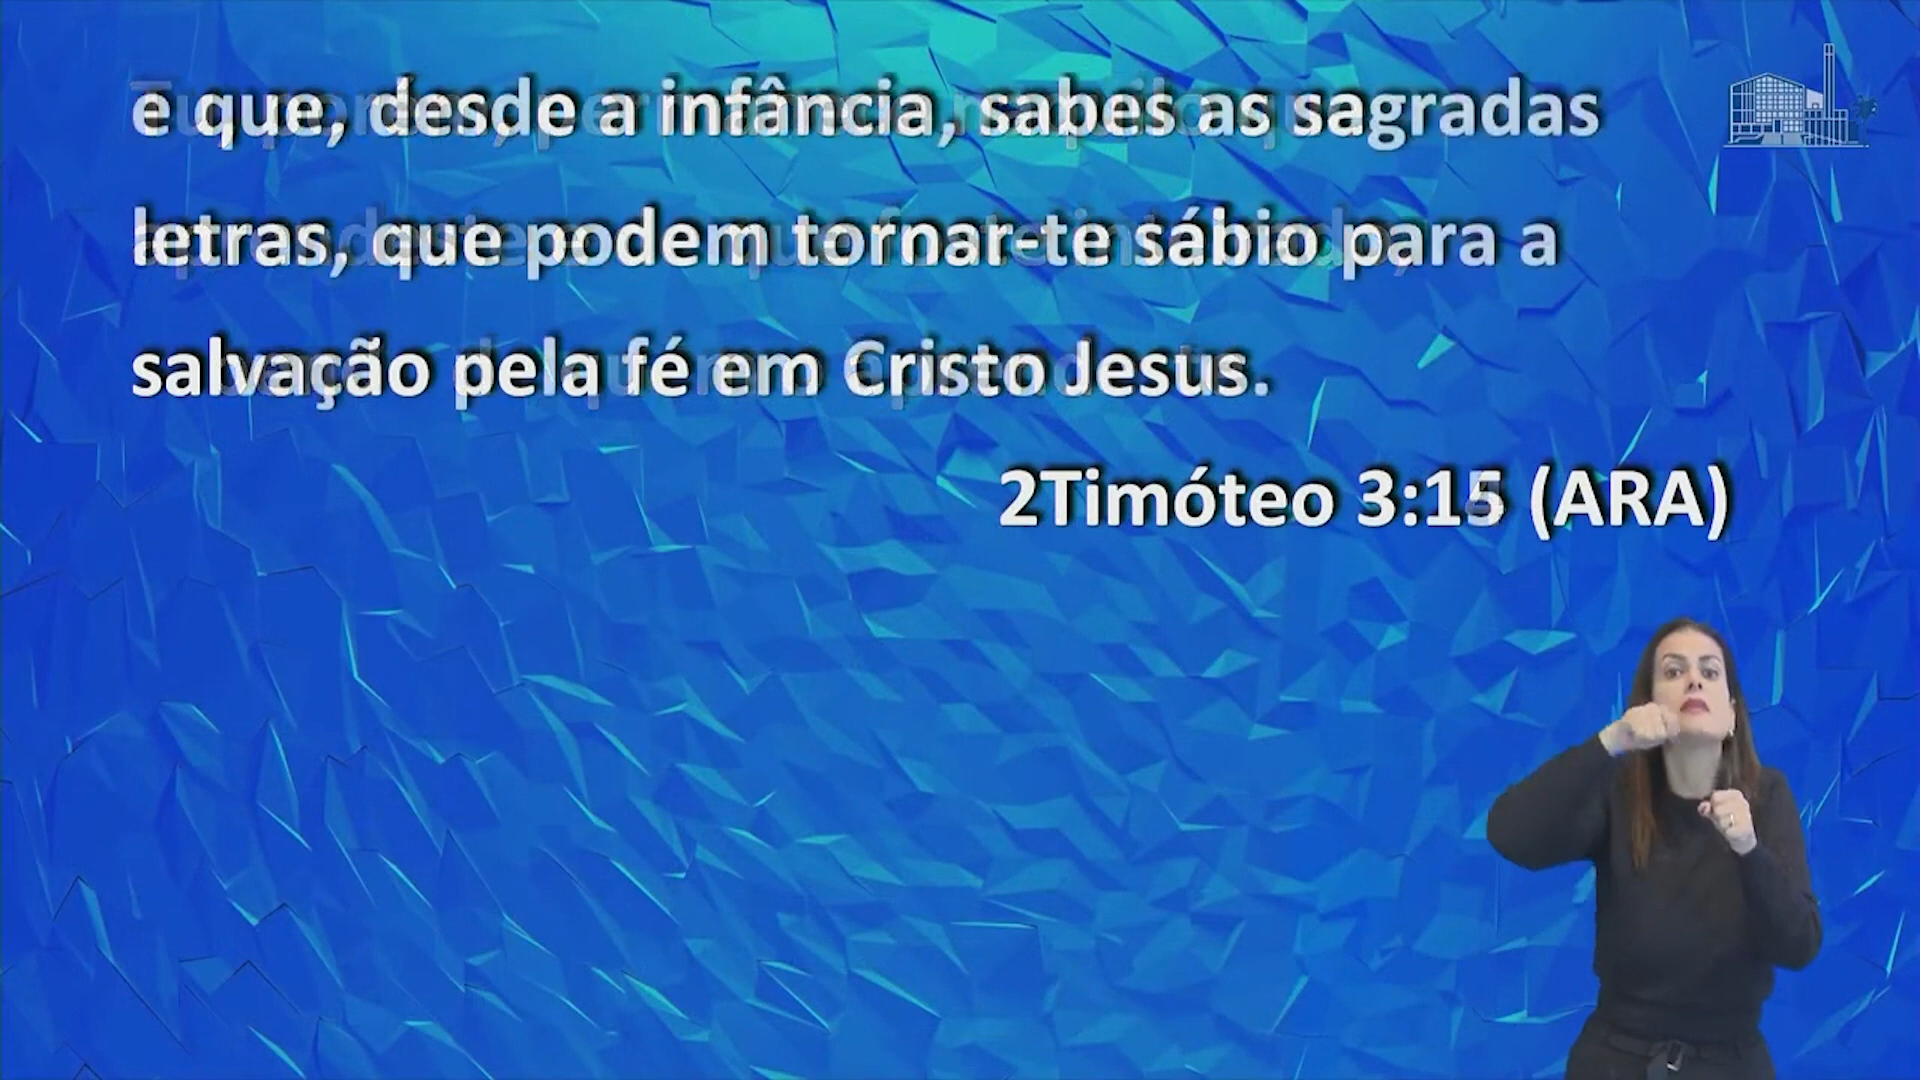 e que, desde a infância, sabes as sagradas
letras, que podem tornar-te sábio para a
salvação pela fé em Cristo Jesus.
2Timóteo 3:15 (ARA)